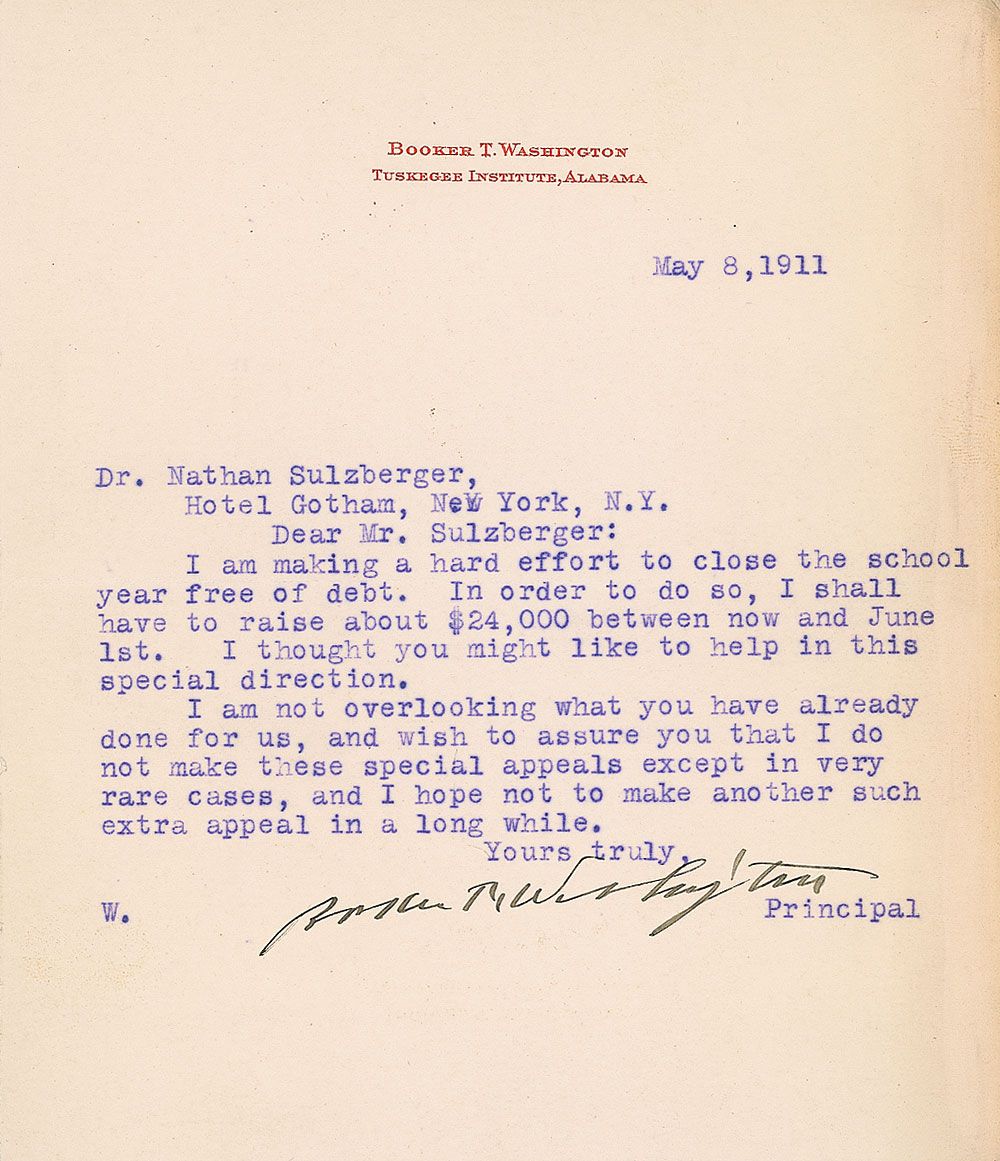 BOOKER T. WASHINGTON
TUSKEGEE INSTITUTE, ALABAMA
May 8,1911
Dr. Nathan Sulzberger,
Hotel Gotham, New York, N.Y.
Dear Mr. Sulzberger:
I am making a hard effort to close the school
year free of debt. In order to do so, I shall
have to raise about $24,000 between now and June
1st. I thought you might like to help in this
special direction.
I am not overlooking what you have already
done for us, and wish to assure you that I do
not make these special appeals except in very
rare cases, and I hope not to make another such
extra appeal in a long while.
Yours truly,
Booker T. Washington
W. Principal